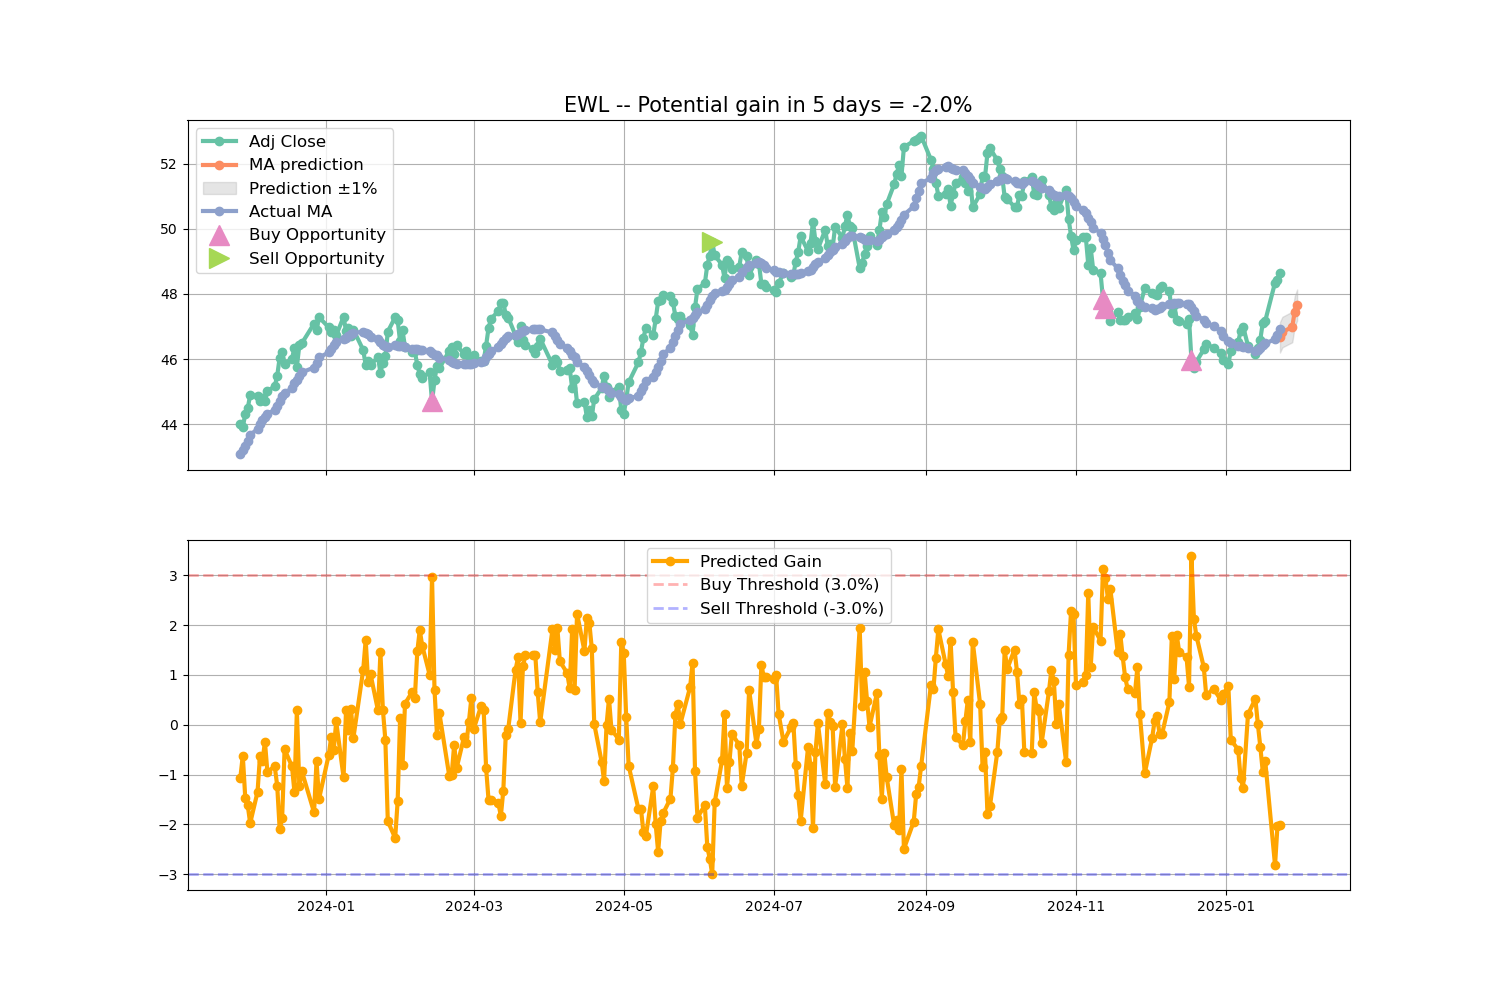 EWL -- Potential gain in 5 days = -2.0%
Adj Close
MA prediction
Prediction ±1%
Actual MA
Buy Opportunity
Sell Opportunity
52
50
48
46
44
Predicted Gain
Buy Threshold (3.0%)
Sell Threshold (-3.0%)
3
2
1
0
−1
−2
−3
2024-01 2024-03 2024-05 2024-07 2024-09 2024-11 2025-01